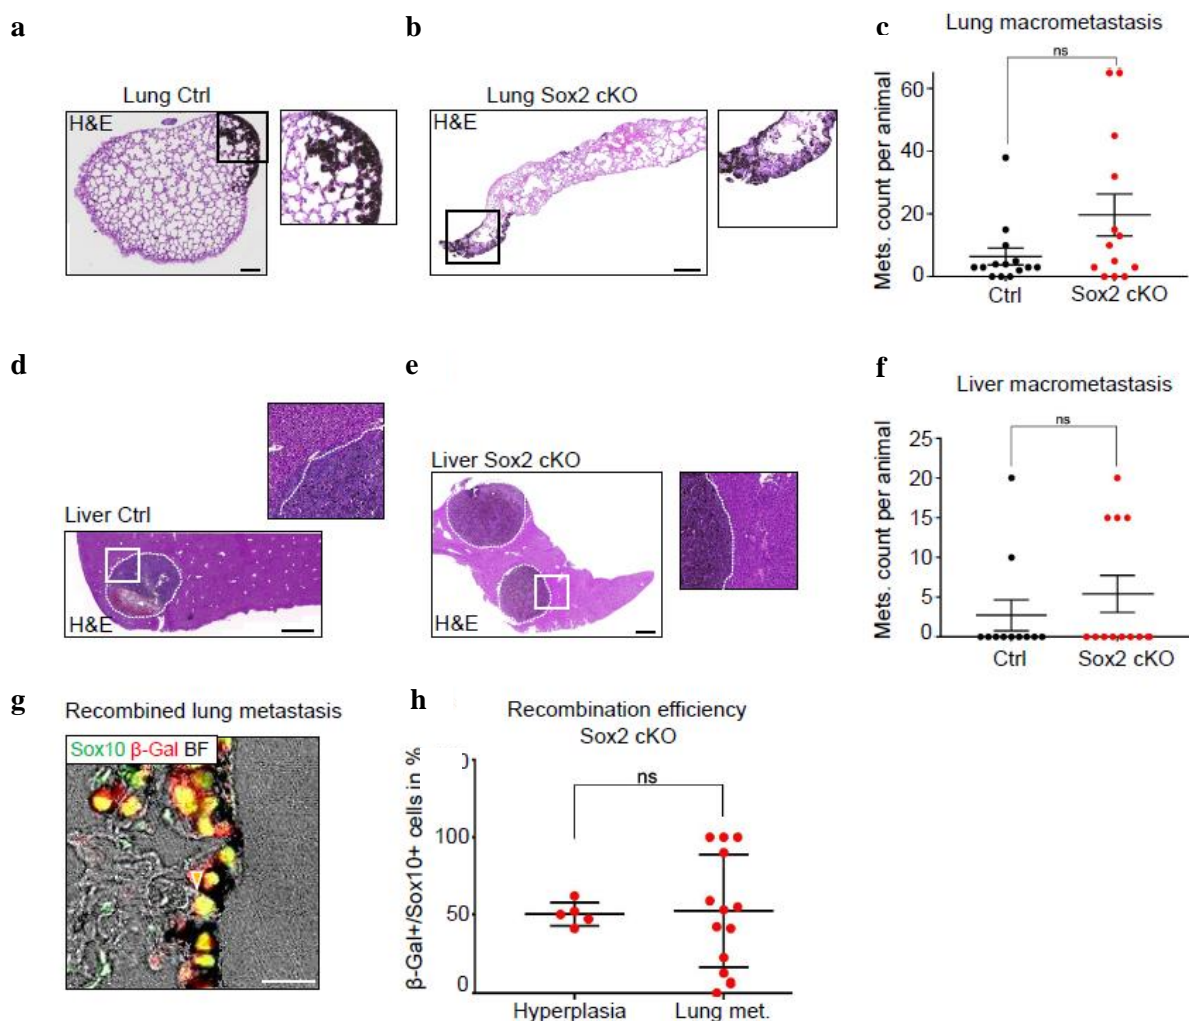 a
Lung Ctrl
H&E
b
Lung Sox2 cKO
H&E
c
Lung macrometastasis
ns
Mets. count per animal
60
40
20
0
Ctrl
Sox2 cKO
d
Liver Ctrl
H&E
e
Liver Sox2 cKO
H&E
f
Liver macrometastasis
ns
Mets. count per animal
25
20
15
10
5
0
Ctrl
Sox2 cKO
g
Recombined lung metastasis
Sox10 β-Gal BF
h
Recombination efficiency
Sox2 cKO
ns
β-Gal+/Sox10+ cells in %
0
100
50
0
Hyperplasia
Lung met.